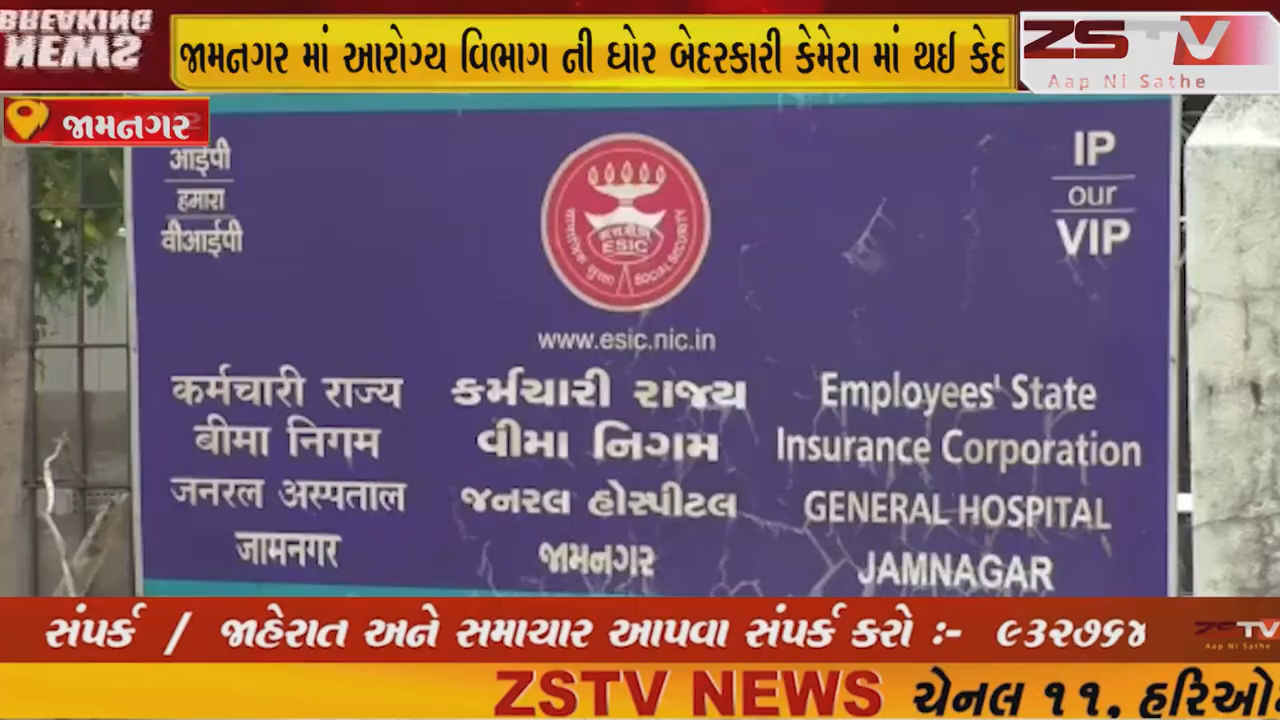 BREAKING NEWS
જામનગર માં આરોગ્ય વિભાગ ની ઘોર બેદરકારી કેમેરા માં થઈ કેદ
ZSTV
Aap Ni Sathe
જામનગર
आईपी
हमारा
वीआईपी
IP
our
VIP
ESIC
SOCIAL SECURITY
www.esic.nic.in
कर्मचारी राज्य
बीमा निगम
जनरल अस्पताल
जामनगर
કર્મચારી રાજ્ય
વીમા નિગમ
જનરલ હોસ્પીટલ
જામનગર
Employees' State
Insurance Corporation
GENERAL HOSPITAL
JAMNAGAR
સંપર્ક / જાહેરાત અને સમાચાર આપવા સંપર્ક કરો :- ૯૩૨૭૬૪
ZSTV
Aap Ni Sathe
ZSTV NEWS ચેનલ ૧૧, હરિઓ